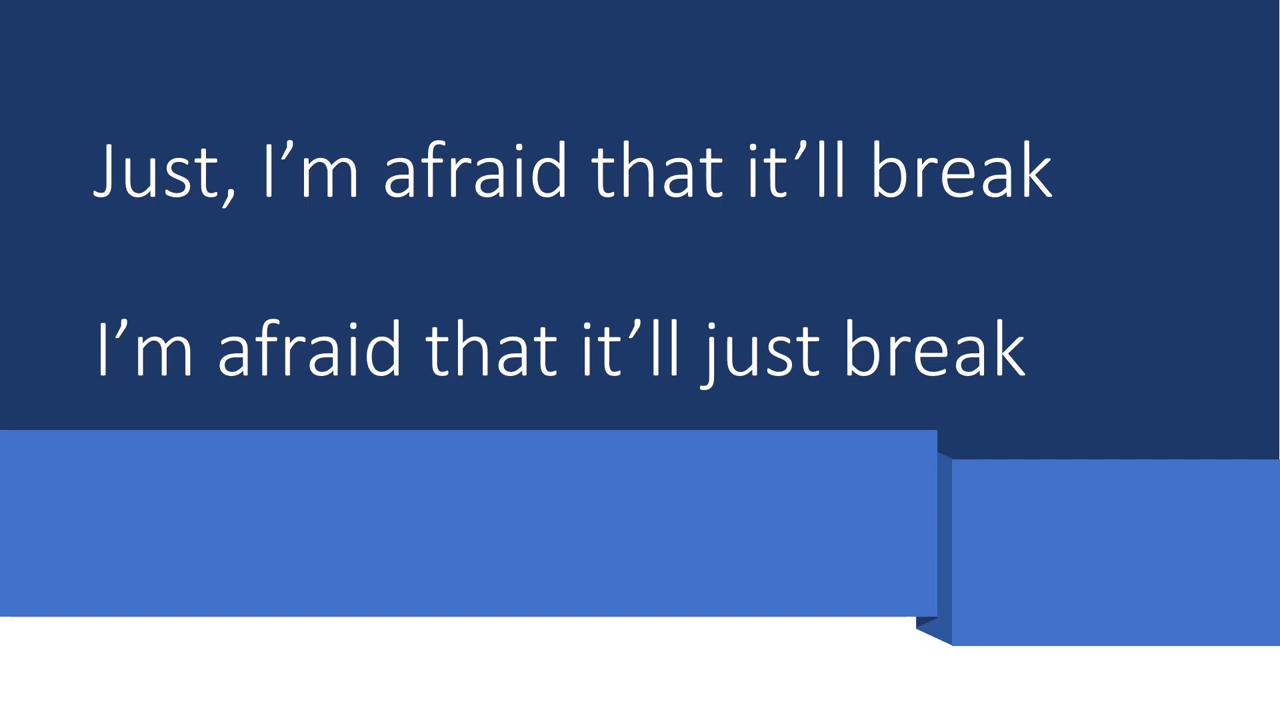 Just, I’m afraid that it’ll break
I’m afraid that it’ll just break